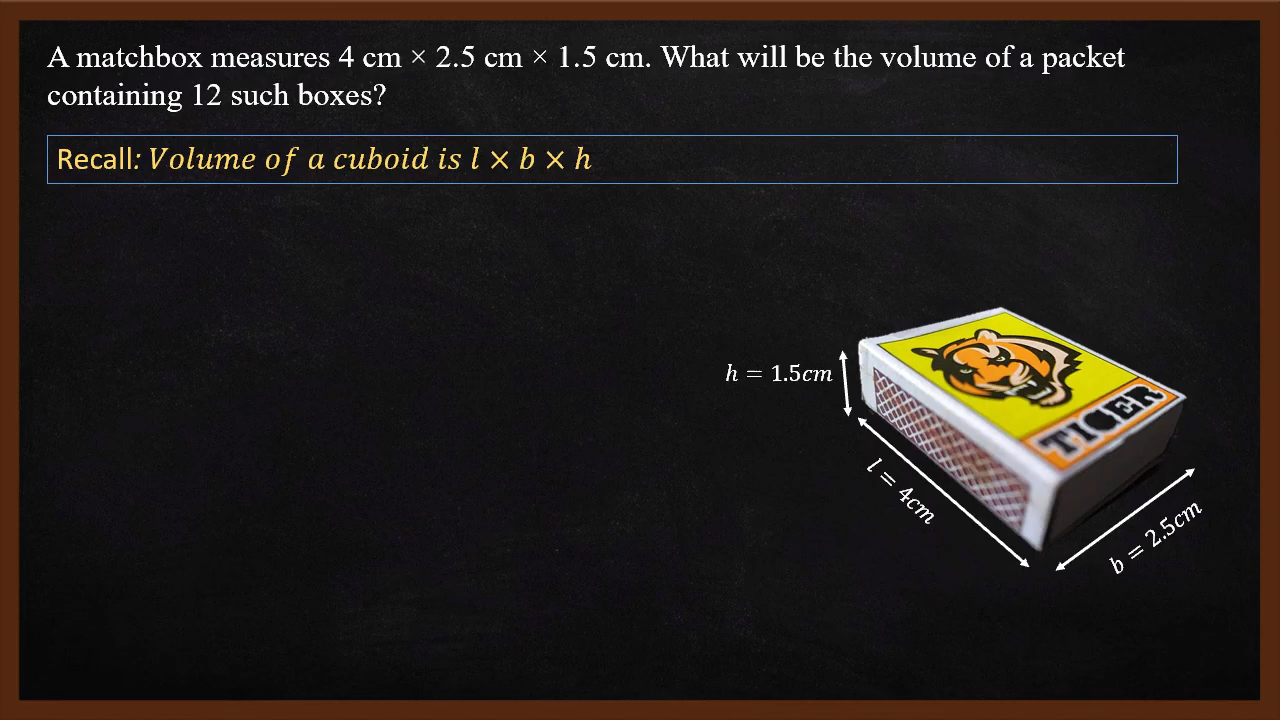 A matchbox measures 4 cm × 2.5 cm × 1.5 cm. What will be the volume of a packet
containing 12 such boxes?
Recall: Volume of a cuboid is l × b × h
h = 1.5cm
TIGER
l = 4cm
b = 2.5cm